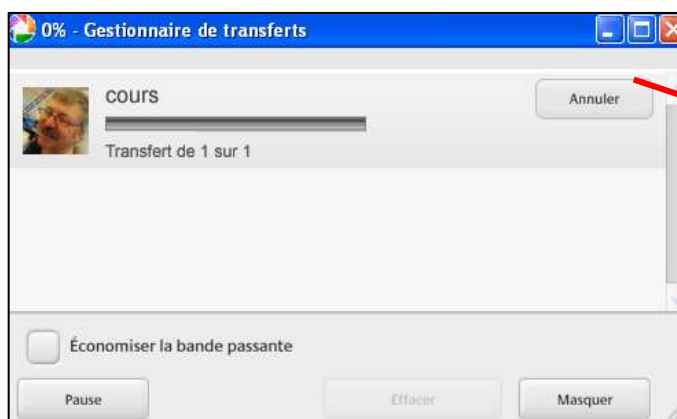 0% - Gestionnaire de transferts
cours
Annuler
Transfert de 1 sur 1
Économiser la bande passante
Pause
Effacer
Masquer